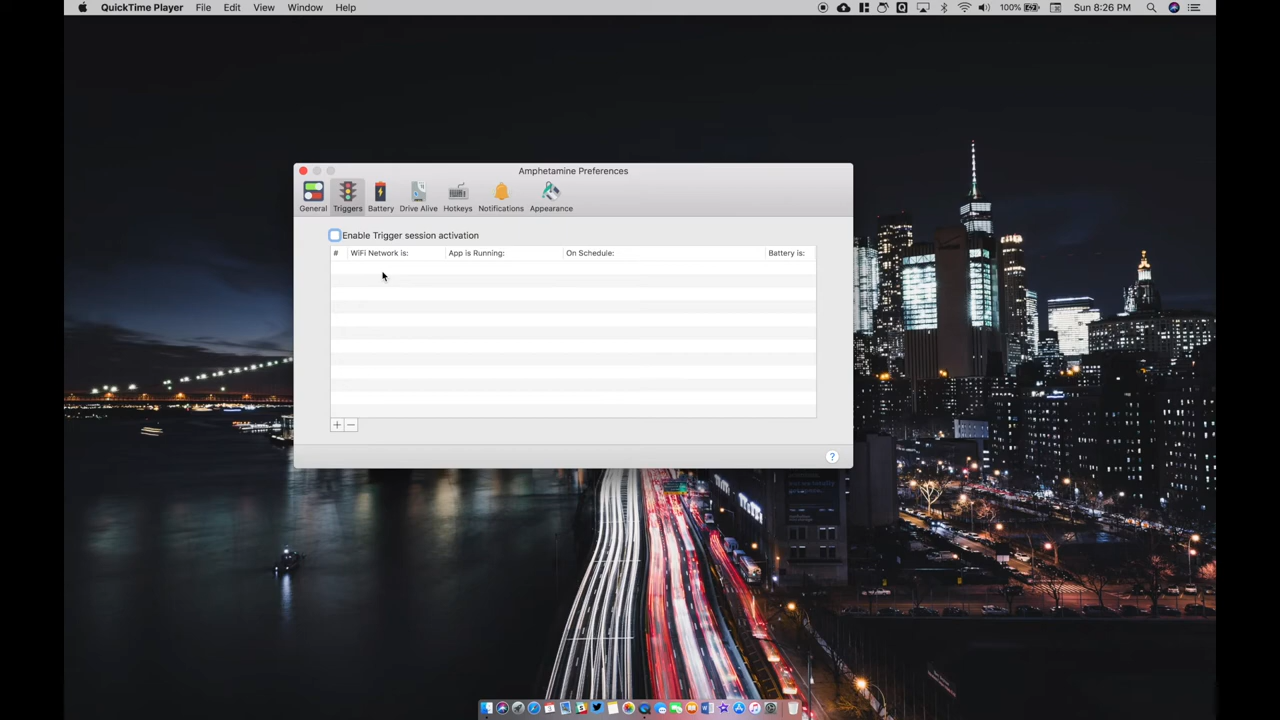 QuickTime Player File Edit View Window Help 100% Sun 8:26 PM
Amphetamine Preferences
General Triggers Battery Drive Alive Hotkeys Notifications Appearance
Enable Trigger session activation
# WiFi Network is: App is Running: On Schedule: Battery is:
+ −
?